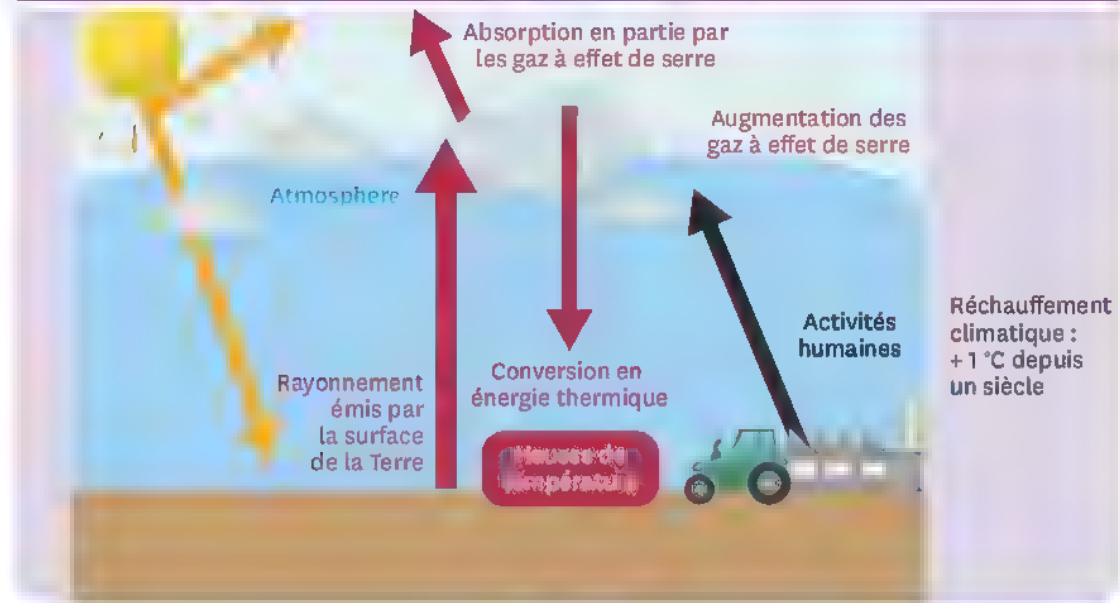 Absorption en partie par
les gaz à effet de serre
Augmentation des
gaz à effet de serre
Atmosphere
Activités
humaines
Réchauffement
climatique :
+ 1 °C depuis
un siècle
Rayonnement
émis par
la surface
de la Terre
Conversion en
énergie thermique